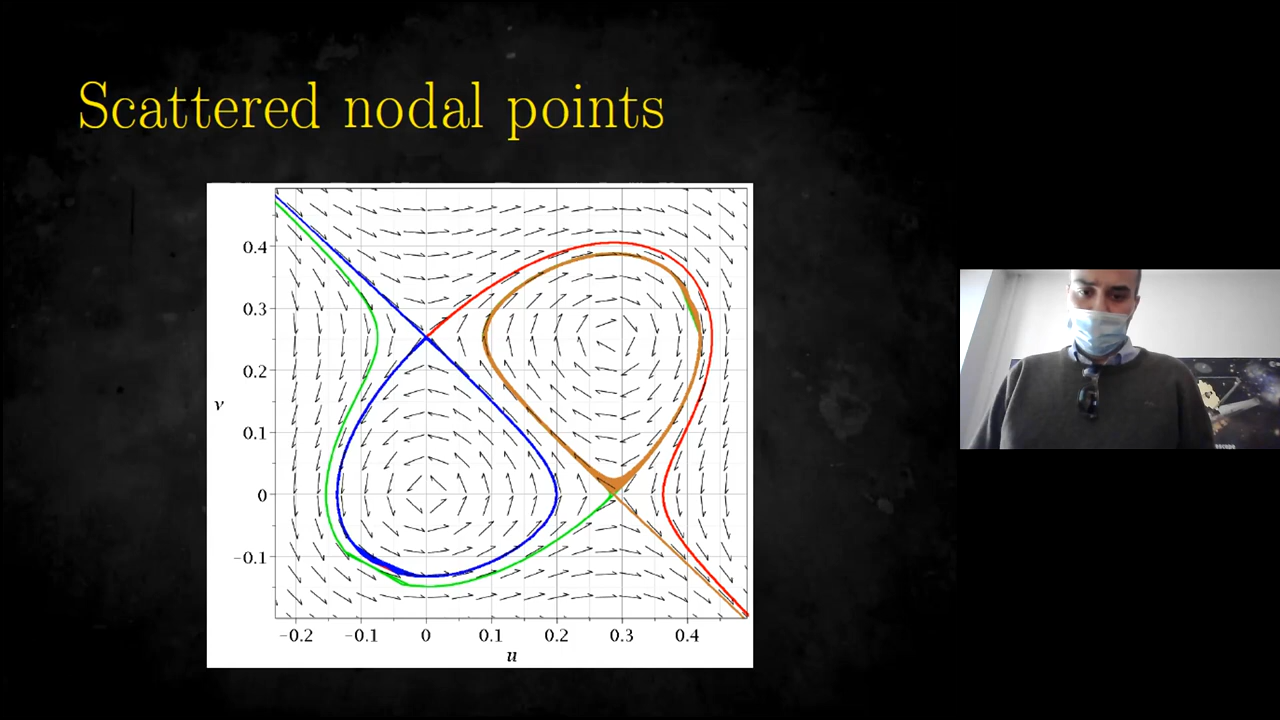 Scattered nodal points
0.4
0.3
0.2
v
0.1
0
−0.1
−0.2 −0.1 0 0.1 0.2 0.3 0.4
u